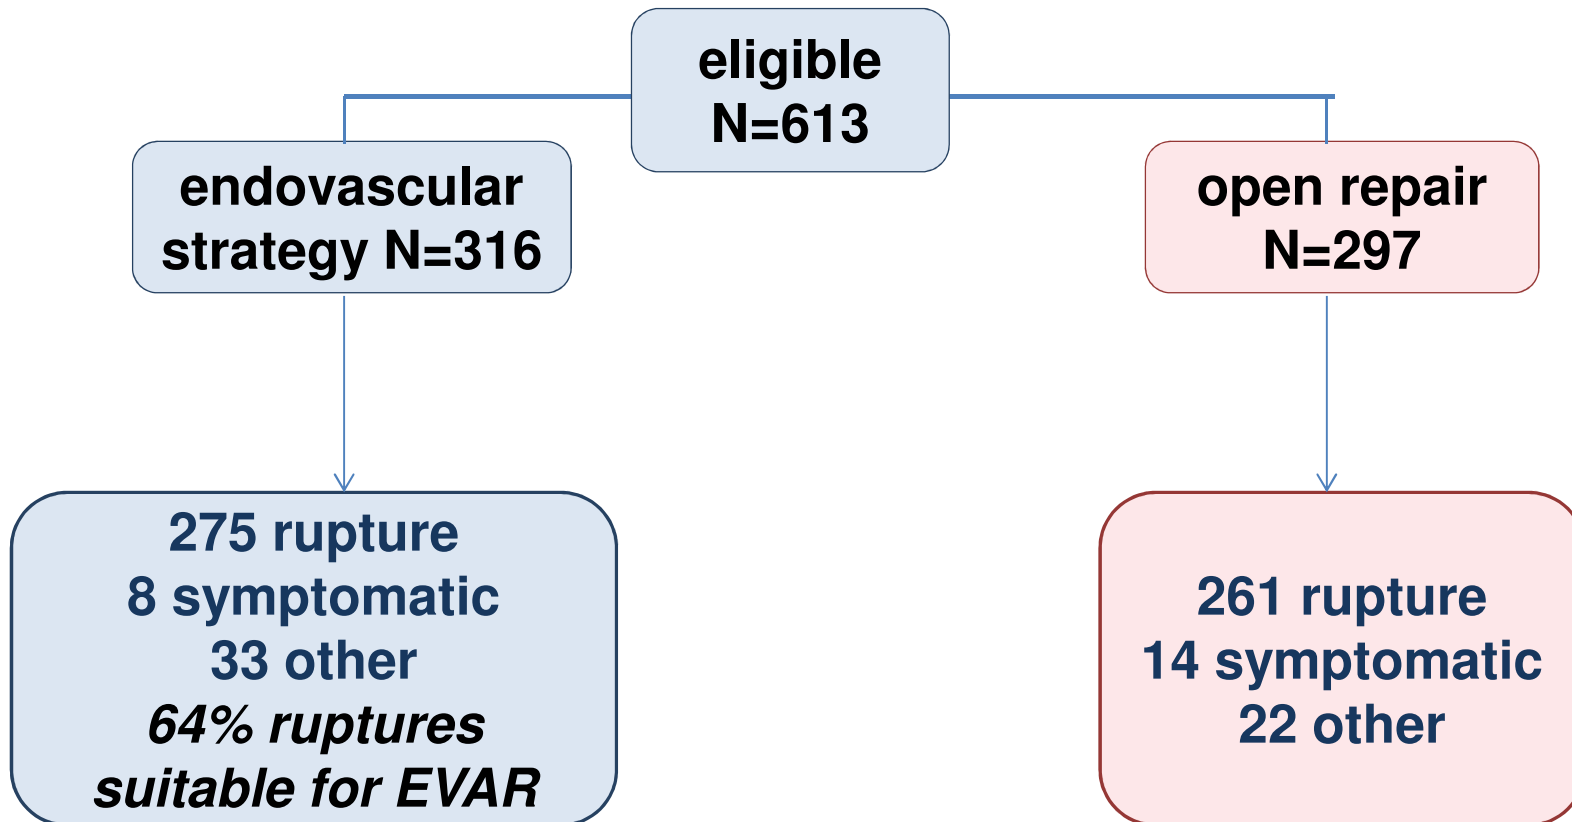 eligible
N=613
endovascular
strategy N=316
open repair
N=297
275 rupture
8 symptomatic
33 other
64% ruptures
suitable for EVAR
261 rupture
14 symptomatic
22 other